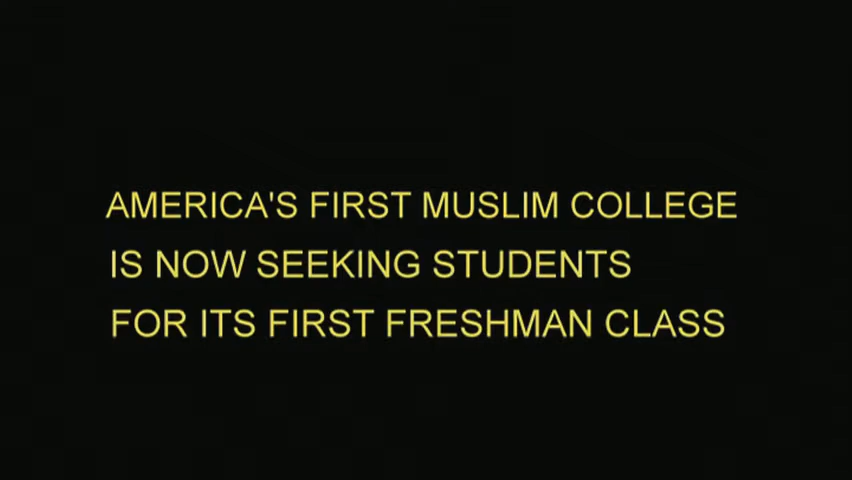 AMERICA'S FIRST MUSLIM COLLEGE
IS NOW SEEKING STUDENTS
FOR ITS FIRST FRESHMAN CLASS